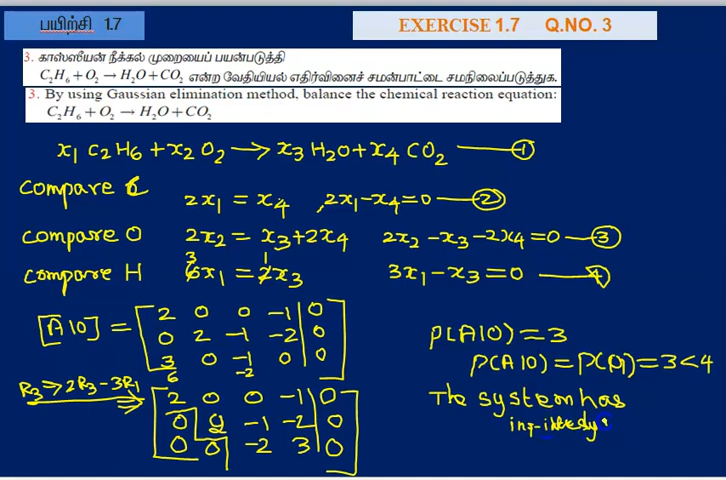 பயிற்சி 1.7
EXERCISE 1.7 Q.NO. 3
3. காஸ்ஸியன் நீக்கல் முறையைப் பயன்படுத்தி
C₂H₆ + O₂ → H₂O + CO₂ என்ற வேதியியல் எதிர்வினைச் சமன்பாட்டை சமநிலைப்படுத்துக.
3. By using Gaussian elimination method, balance the chemical reaction equation:
C₂H₆ + O₂ → H₂O + CO₂
x₁ C₂H₆ + x₂ O₂ → x₃ H₂O + x₄ CO₂ — ①
compare C 2x₁ = x₄ , 2x₁ - x₄ = 0 — ②
compare O 2x₂ = x₃ + 2x₄ 2x₂ - x₃ - 2x₄ = 0 — ③
3 1
compare H 6x₁ = 2x₃ 3x₁ - x₃ = 0 — 4
[A|0] = 2 0 0 -1 | 0
0 2 -1 -2 | 0
3 0 -1 0 | 0
6 -2
R₃ → 2R₃ - 3R₁
2 0 0 -1 | 0
0 2 -1 -2 | 0
0 0 -2 3 | 0
ρ(A|0) = 3
ρ(A|0) = ρ(A) = 3 < 4
The system has